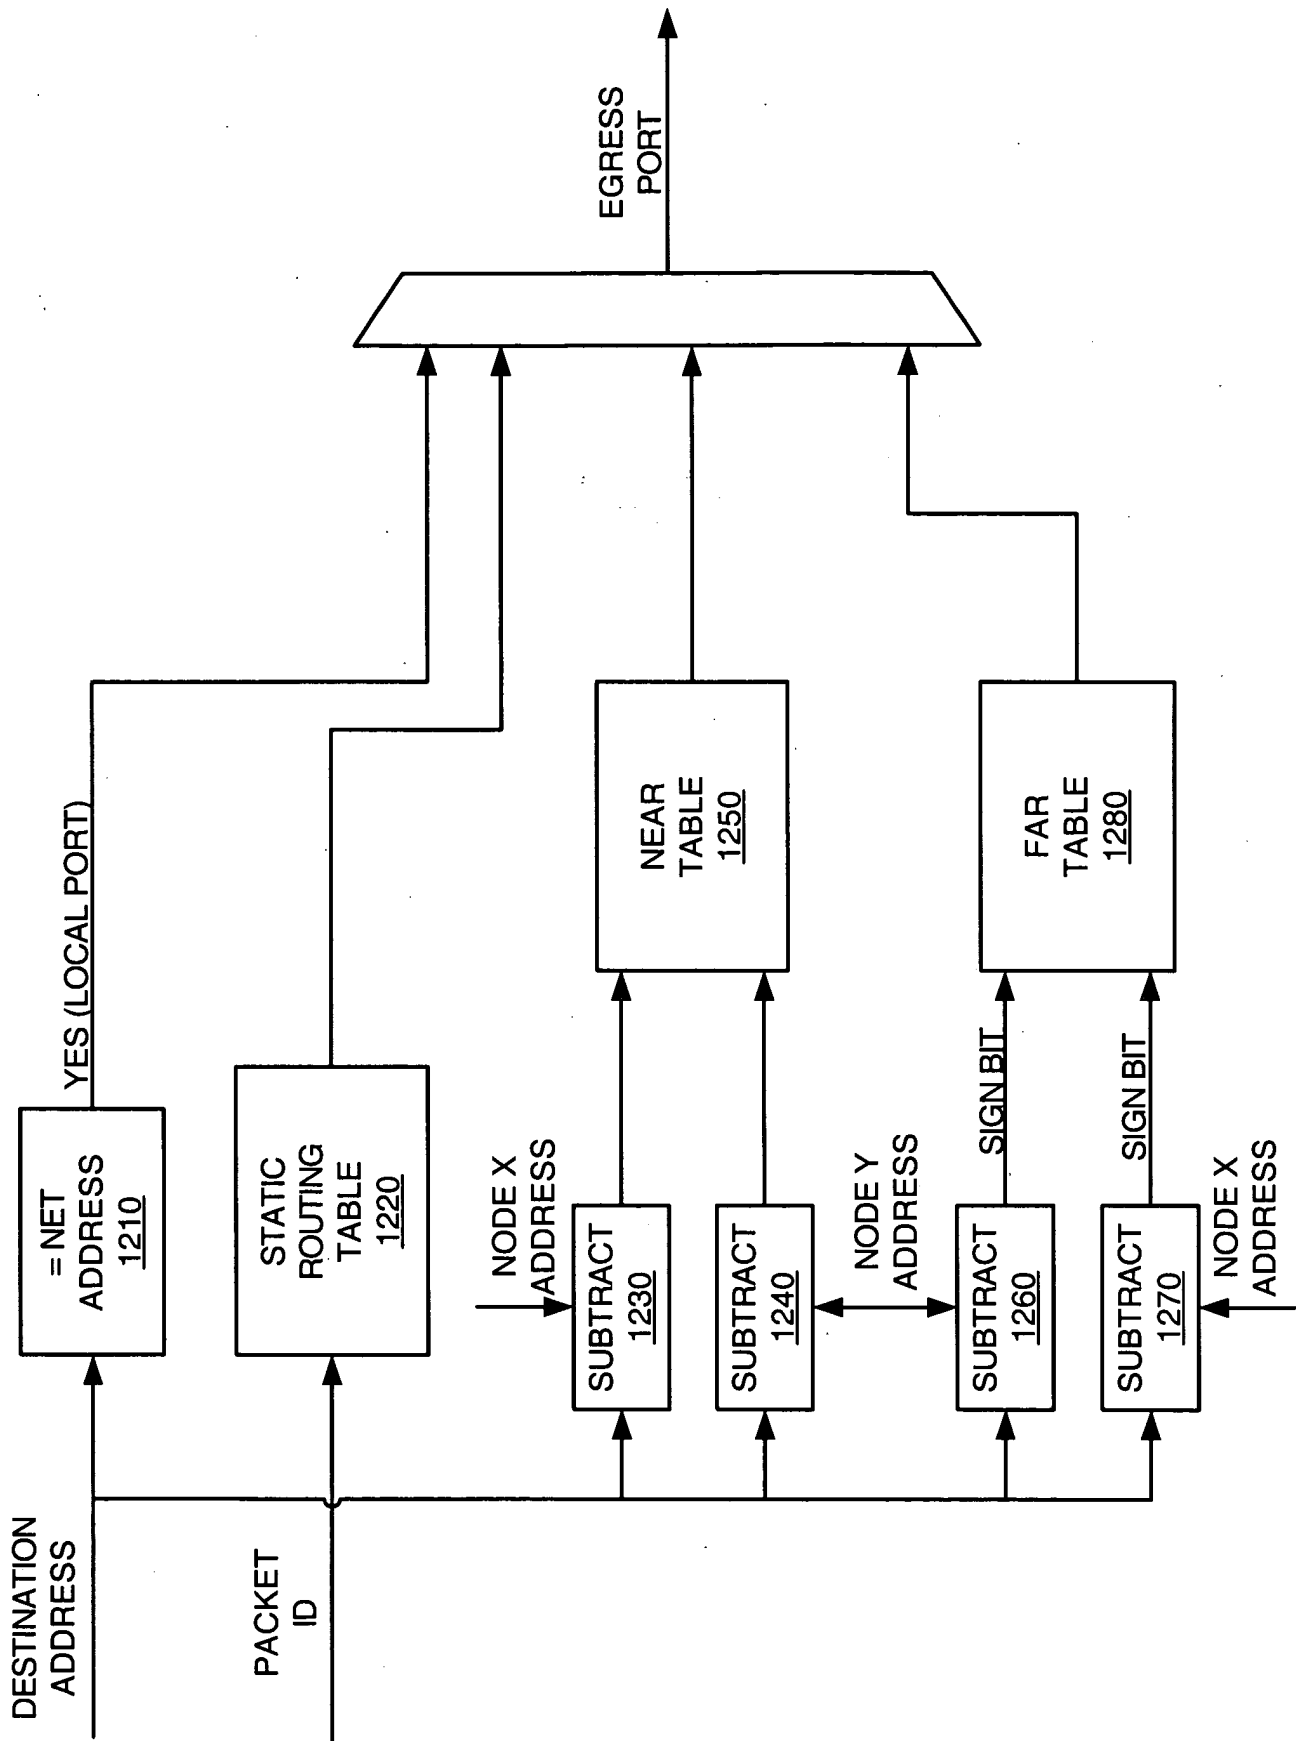 DESTINATION
ADDRESS
= NET
ADDRESS
1210
YES (LOCAL PORT)
PACKET
ID
STATIC
ROUTING
TABLE
1220
NODE X
ADDRESS
SUBTRACT
1230
SUBTRACT
1240
NEAR
TABLE
1250
EGRESS
PORT
NODE Y
ADDRESS
SUBTRACT
1260
SIGN BIT
SUBTRACT
1270
SIGN BIT
FAR
TABLE
1280
NODE X
ADDRESS